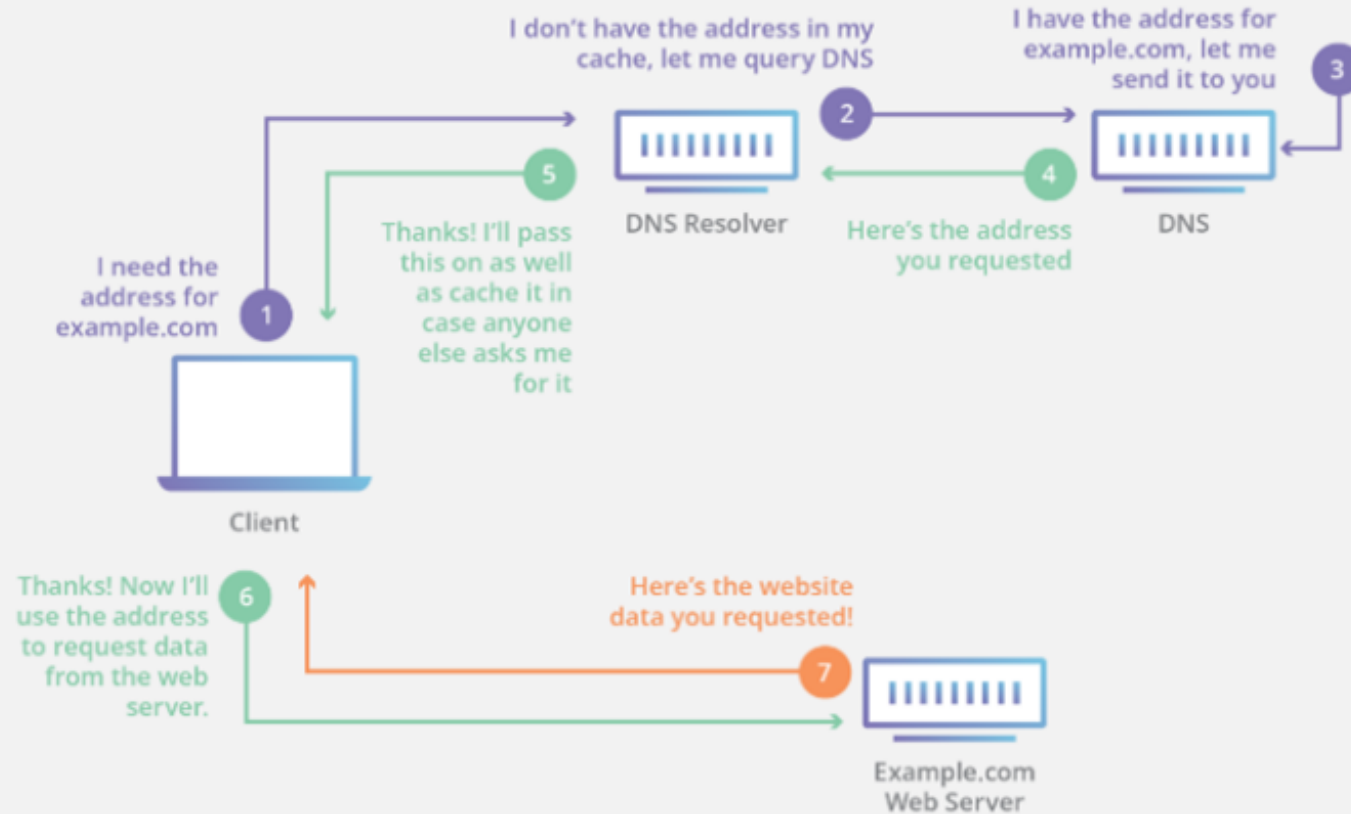 I don't have the address in my
cache, let me query DNS
I have the address for
example.com, let me
send it to you
3
2
5
4
DNS Resolver
DNS
Thanks! I'll pass
this on as well
as cache it in
case anyone
else asks me
for it
Here's the address
you requested
I need the
address for
example.com
1
Client
Thanks! Now I'll
use the address
to request data
from the web
server.
6
Here's the website
data you requested!
7
Example.com
Web Server